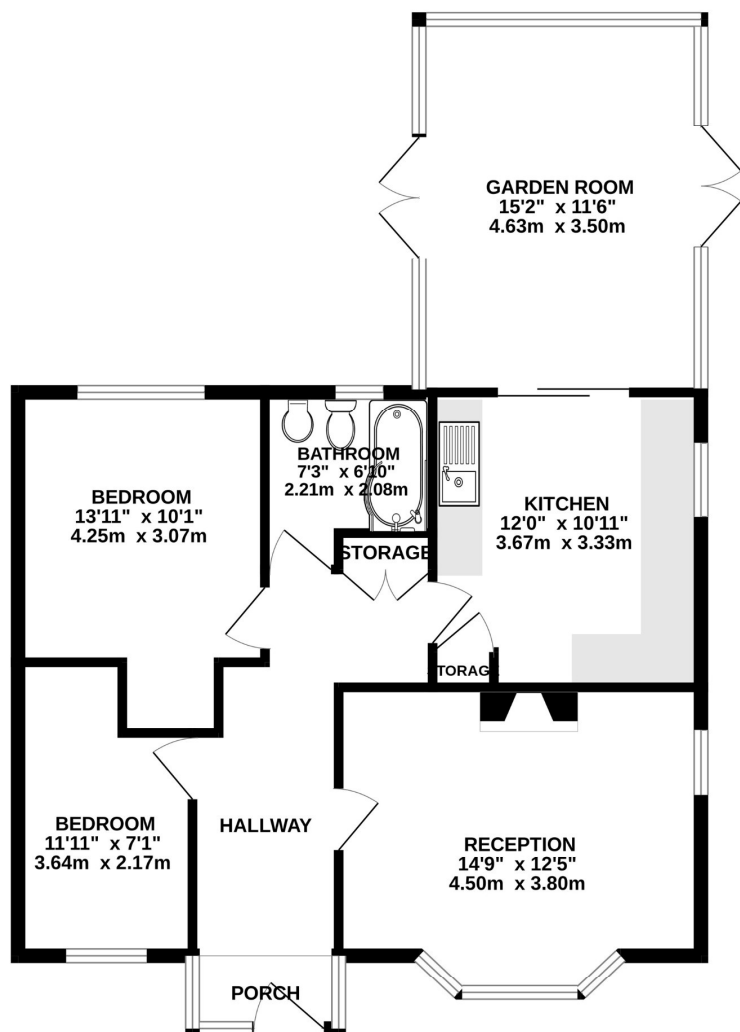 GARDEN ROOM
15'2" x 11'6"
4.63m x 3.50m
BATHROOM
7'3" x 6'10"
2.21m x 2.08m
BEDROOM
13'11" x 10'1"
4.25m x 3.07m
KITCHEN
12'0" x 10'11"
3.67m x 3.33m
STORAGE
STORAGE
BEDROOM
11'11" x 7'1"
3.64m x 2.17m
HALLWAY
RECEPTION
14'9" x 12'5"
4.50m x 3.80m
PORCH